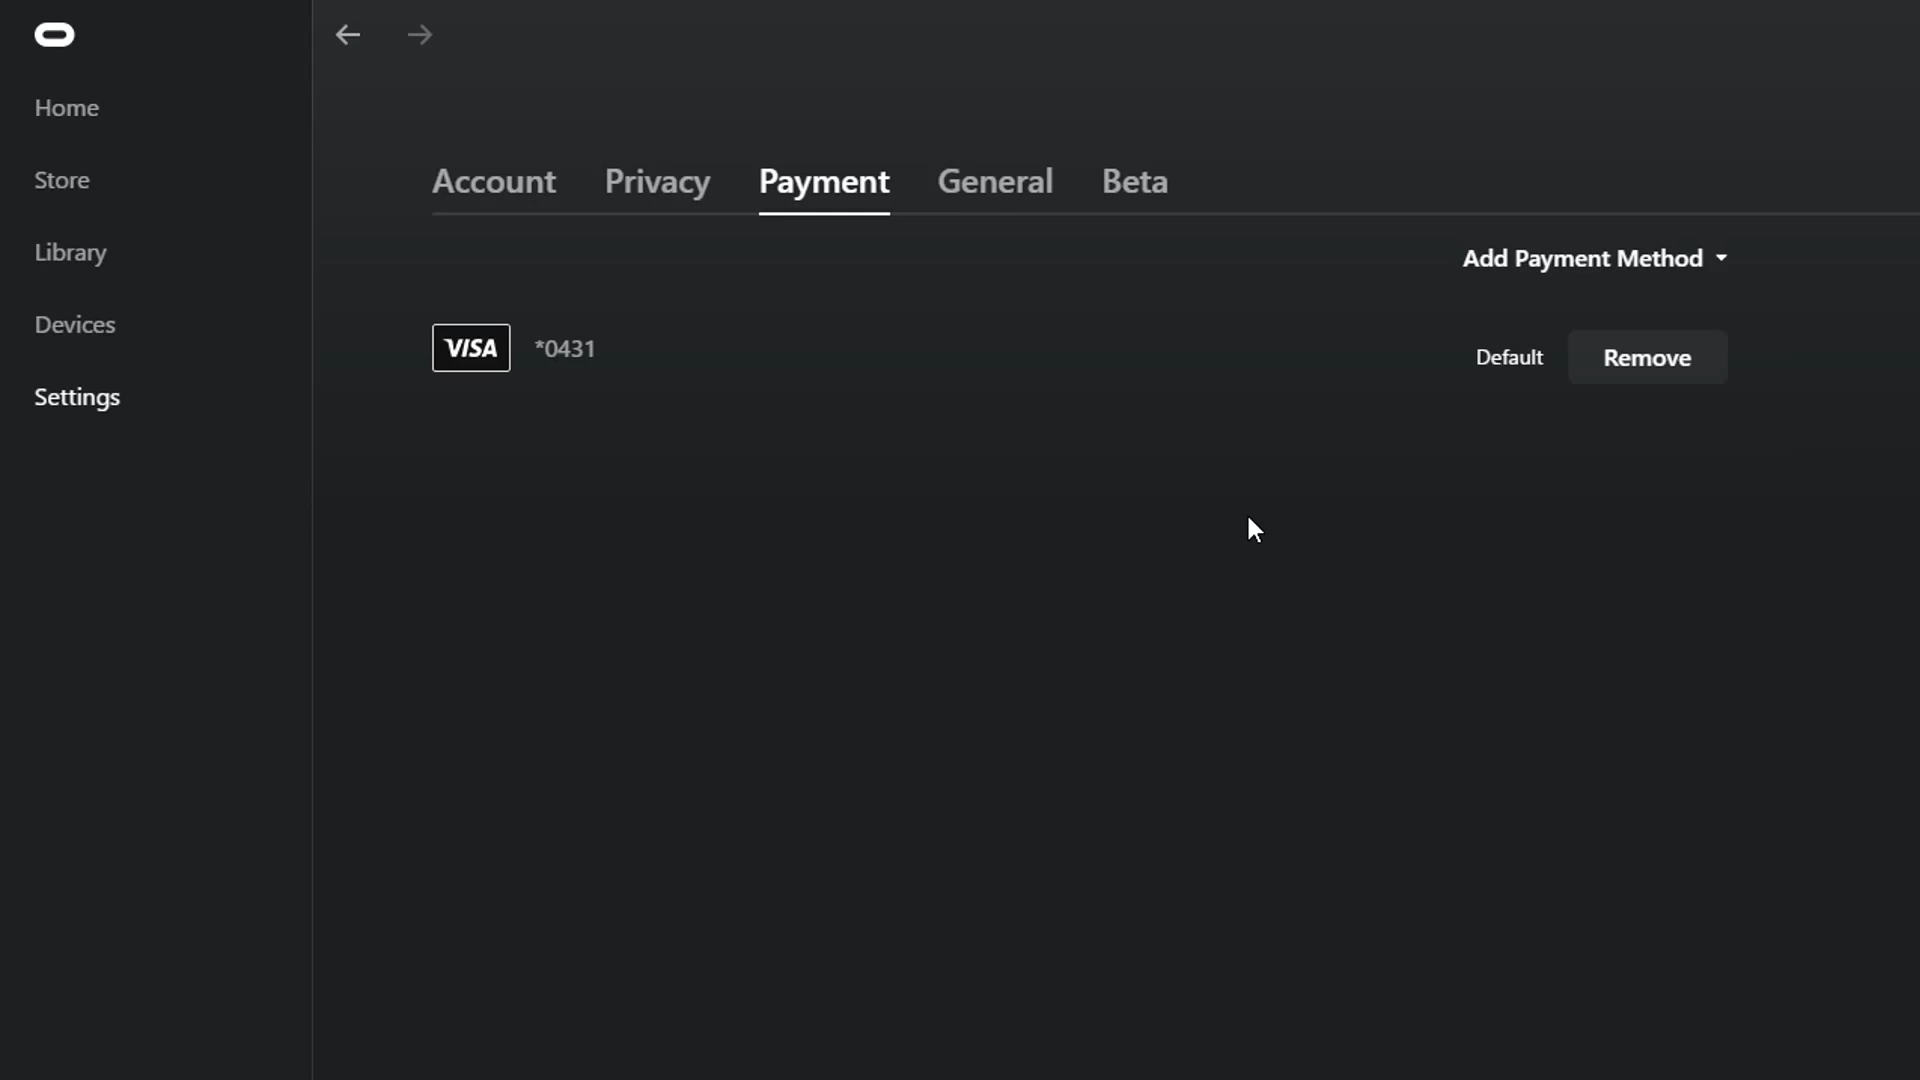 Home
Store
Library
Devices
Settings
Account Privacy Payment General Beta
Add Payment Method
VISA *0431
Default Remove